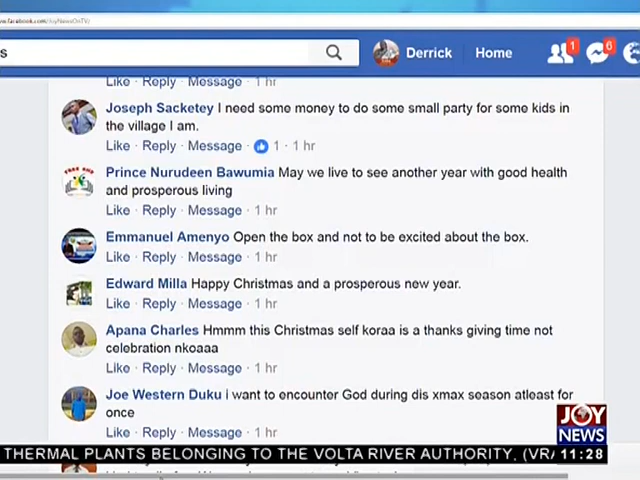 www.facebook.com/JoyNewsOnTV/
s
Derrick Home 1 6
Like · Reply · Message · 1 hr
Joseph Sacketey I need some money to do some small party for some kids in
the village I am.
Like · Reply · Message · 1 · 1 hr
Prince Nurudeen Bawumia May we live to see another year with good health
and prosperous living
Like · Reply · Message · 1 hr
Emmanuel Amenyo Open the box and not to be excited about the box.
Like · Reply · Message · 1 hr
Edward Milla Happy Christmas and a prosperous new year.
Like · Reply · Message · 1 hr
Apana Charles Hmmm this Christmas self koraa is a thanks giving time not
celebration nkoaaa
Like · Reply · Message · 1 hr
Joe Western Duku i want to encounter God during dis xmax season atleast for
once
Like · Reply · Message · 1 hr
JOY
NEWS
THERMAL PLANTS BELONGING TO THE VOLTA RIVER AUTHORITY, (VRA 11:28